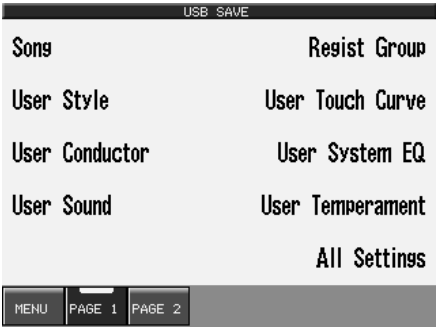 USB SAVE
Song
Regist Group
User Style
User Touch Curve
User Conductor
User System EQ
User Sound
User Temperament
All Settings
MENU
PAGE 1
PAGE 2